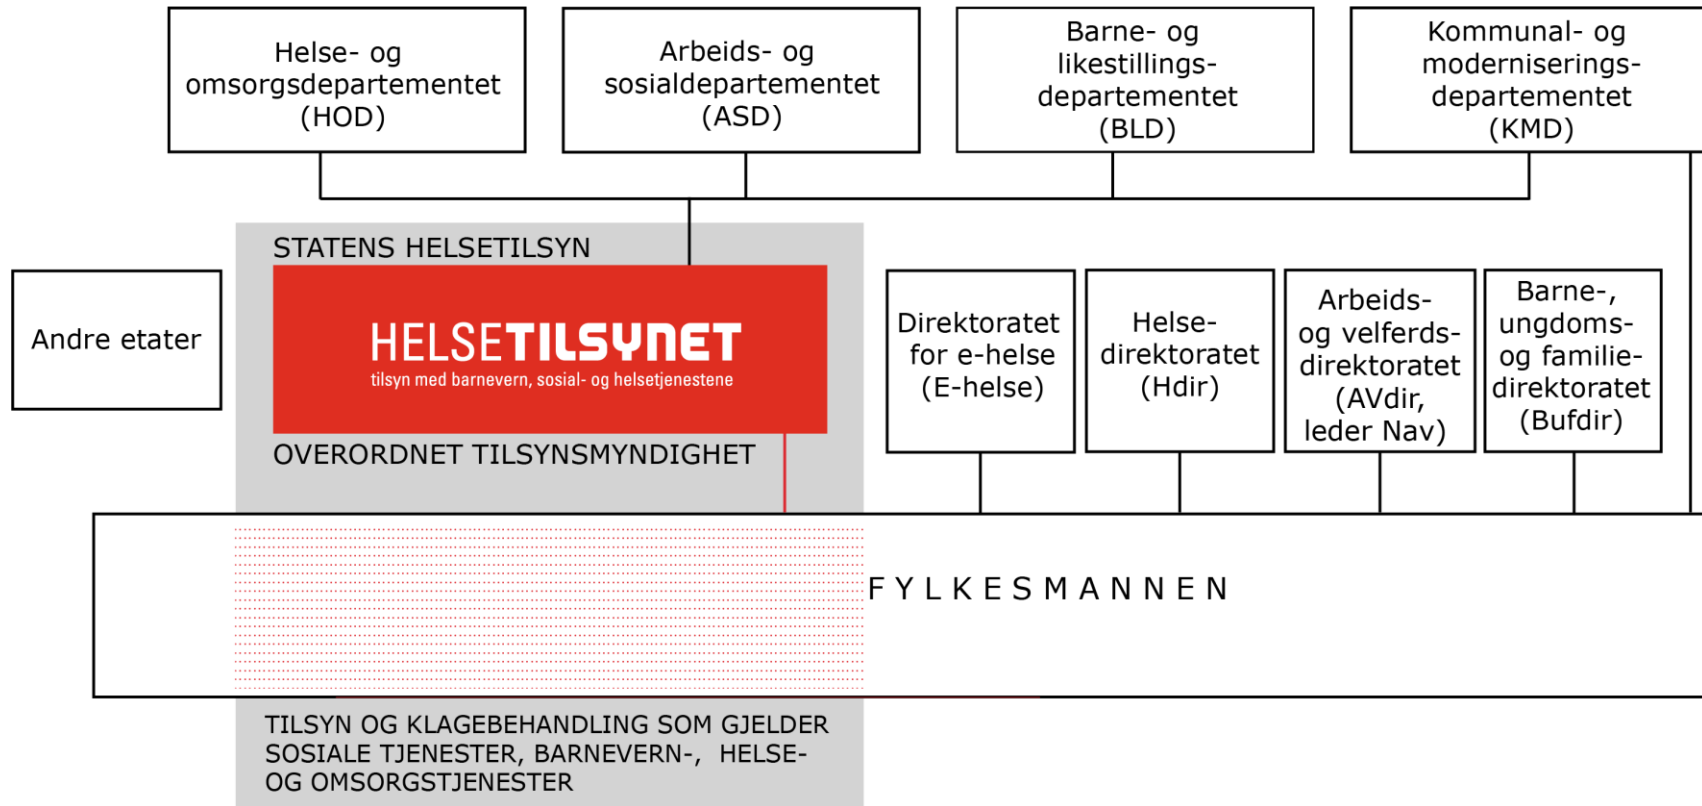 Helse- og
omsorgsdepartementet
(HOD)
Arbeids- og
sosialdepartementet
(ASD)
Barne- og
likestillings-
departementet
(BLD)
Kommunal- og
moderniserings-
departementet
(KMD)
STATENS HELSETILSYN
HELSETILSYNET
tilsyn med barnevern, sosial- og helsetjenestene
OVERORDNET TILSYNSMYNDIGHET
Andre etater
Direktoratet
for e-helse
(E-helse)
Helse-
direktoratet
(Hdir)
Arbeids-
og velferds-
direktoratet
(AVdir,
leder Nav)
Barne-,
ungdoms-
og familie-
direktoratet
(Bufdir)
FYLKESMANNEN
TILSYN OG KLAGEBEHANDLING SOM GJELDER
SOSIALE TJENESTER, BARNEVERN-, HELSE-
OG OMSORGSTJENESTER